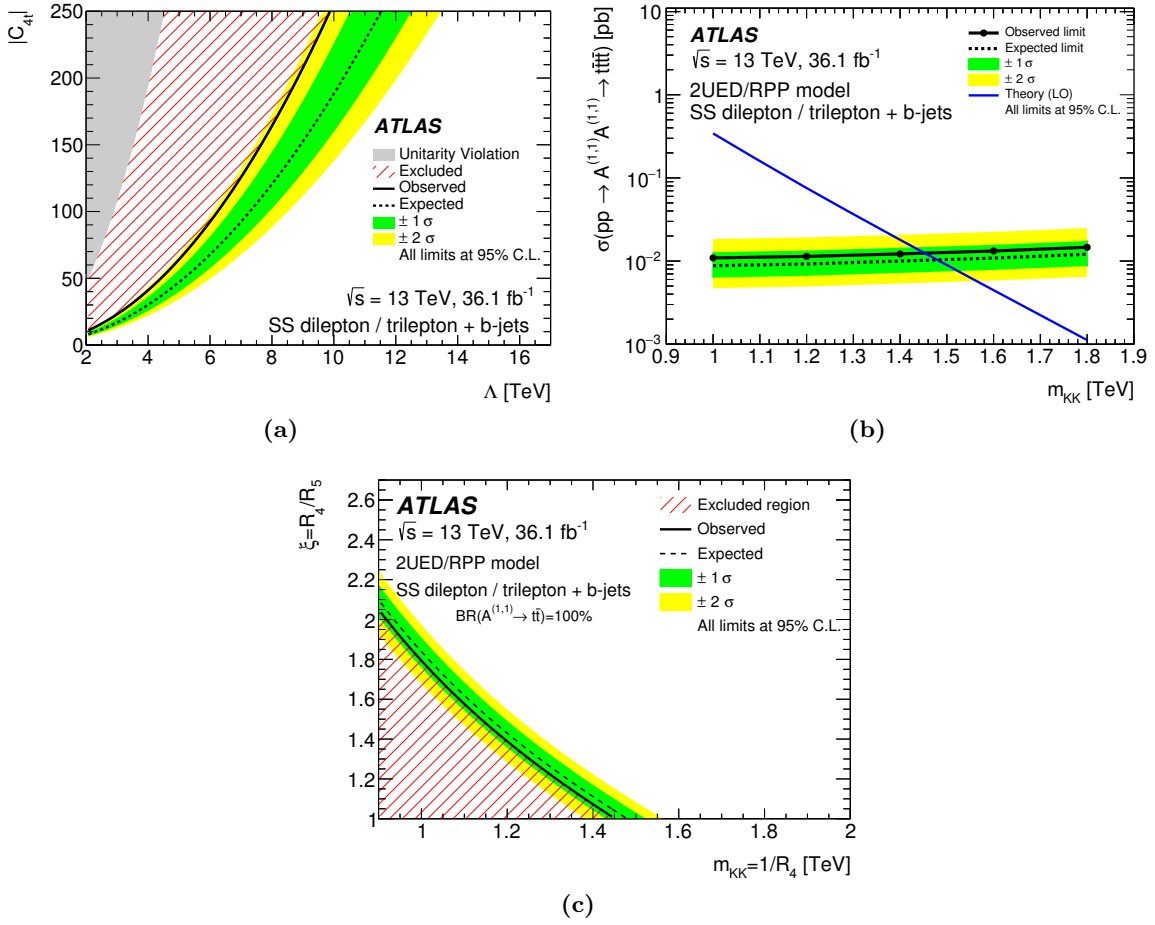 |C4t|
250
200
150
100
50
0
2 4 6 8 10 12 14 16
Λ [TeV]
ATLAS
Unitarity Violation
Excluded
Observed
Expected
± 1 σ
± 2 σ
All limits at 95% C.L.
√s = 13 TeV, 36.1 fb⁻¹
SS dilepton / trilepton + b-jets
(a)
σ(pp → A⁽¹,¹⁾A⁽¹,¹⁾ → tt̄tt̄) [pb]
10
1
10⁻¹
10⁻²
10⁻³
0.9 1 1.1 1.2 1.3 1.4 1.5 1.6 1.7 1.8 1.9
m_KK [TeV]
ATLAS
√s = 13 TeV, 36.1 fb⁻¹
2UED/RPP model
SS dilepton / trilepton + b-jets
Observed limit
Expected limit
± 1 σ
± 2 σ
Theory (LO)
All limits at 95% C.L.
(b)
ξ=R₄/R₅
2.6
2.4
2.2
2
1.8
1.6
1.4
1.2
1
1 1.2 1.4 1.6 1.8 2
m_KK=1/R₄ [TeV]
ATLAS
√s = 13 TeV, 36.1 fb⁻¹
2UED/RPP model
SS dilepton / trilepton + b-jets
BR(A⁽¹,¹⁾→ tt̄)=100%
Excluded region
Observed
Expected
± 1 σ
± 2 σ
All limits at 95% C.L.
(c)